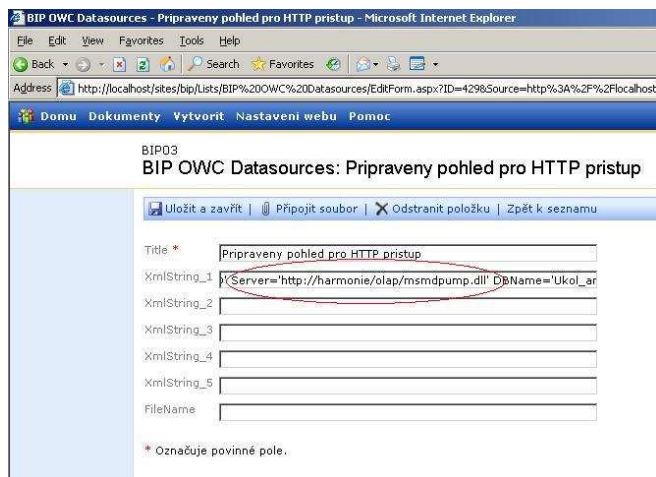 BIP OWC Datasources - Pripraveny pohled pro HTTP pristup - Microsoft Internet Explorer
File Edit View Favorites Tools Help
Back Search Favorites
Address http://localhost/sites/bip/Lists/BIP%20OWC%20Datasources/EditForm.aspx?ID=429&Source=http%3A%2F%2Flocalhost
Domu Dokumenty Vytvorit Nastaveni webu Pomoc
BIP03
BIP OWC Datasources: Pripraveny pohled pro HTTP pristup
Uložit a zavřít | Připojit soubor | Odstranit položku | Zpět k seznamu
Title * Pripraveny pohled pro HTTP pristup
XmlString_1 )' Server='http://harmonie/olap/msmdpump.dll' DBName='Ukol_ar
XmlString_2
XmlString_3
XmlString_4
XmlString_5
FileName
* Označuje povinné pole.